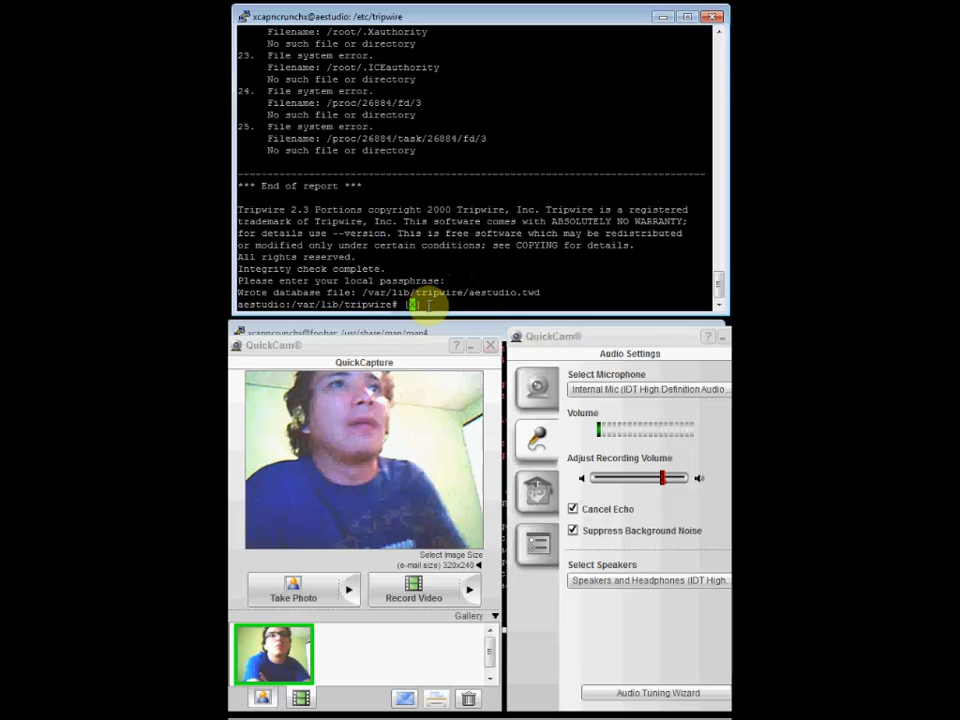 xcapncrunchx@aestudio: /etc/tripwire
Filename: /root/.Xauthority
No such file or directory
23. File system error.
Filename: /root/.ICEauthority
No such file or directory
24. File system error.
Filename: /proc/26884/fd/3
No such file or directory
25. File system error.
Filename: /proc/26884/task/26884/fd/3
No such file or directory
*** End of report ***
Tripwire 2.3 Portions copyright 2000 Tripwire, Inc. Tripwire is a registered
trademark of Tripwire, Inc. This software comes with ABSOLUTELY NO WARRANTY;
for details use --version. This is free software which may be redistributed
or modified only under certain conditions; see COPYING for details.
All rights reserved.
Integrity check complete.
Please enter your local passphrase:
Wrote database file: /var/lib/tripwire/aestudio.twd
aestudio:/var/lib/tripwire#
xcapncrunchx@foobar: /usr/share/man/man4
QuickCam®
QuickCapture
Select Image Size
(e-mail size) 320x240
Take Photo
Record Video
Gallery
QuickCam®
Audio Settings
Select Microphone
Internal Mic (IDT High Definition Audio ...
Volume
Adjust Recording Volume
Cancel Echo
Suppress Background Noise
Select Speakers
Speakers and Headphones (IDT High
Audio Tuning Wizard